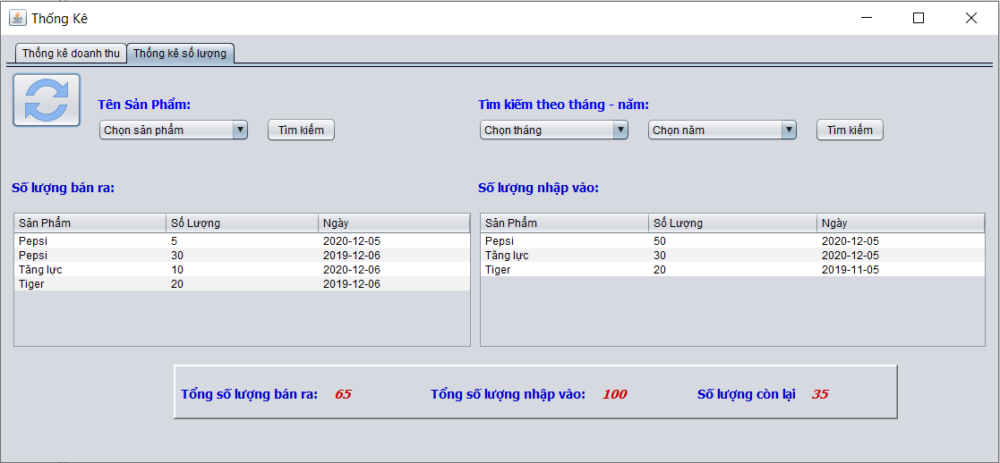 Thống Kê
Thống kê doanh thu Thống kê số lượng
Tên Sản Phẩm: Tìm kiếm theo tháng - năm:
Chọn sản phẩm Tìm kiếm Chọn tháng Chọn năm Tìm kiếm
Số lượng bán ra: Số lượng nhập vào:
Sản Phẩm Số Lượng Ngày Sản Phẩm Số Lượng Ngày
Pepsi 5 2020-12-05 Pepsi 50 2020-12-05
Pepsi 30 2019-12-06 Tăng lực 30 2020-12-05
Tăng lực 10 2020-12-06 Tiger 20 2019-11-05
Tiger 20 2019-12-06
Tổng số lượng bán ra: 65 Tổng số lượng nhập vào: 100 Số lượng còn lại 35